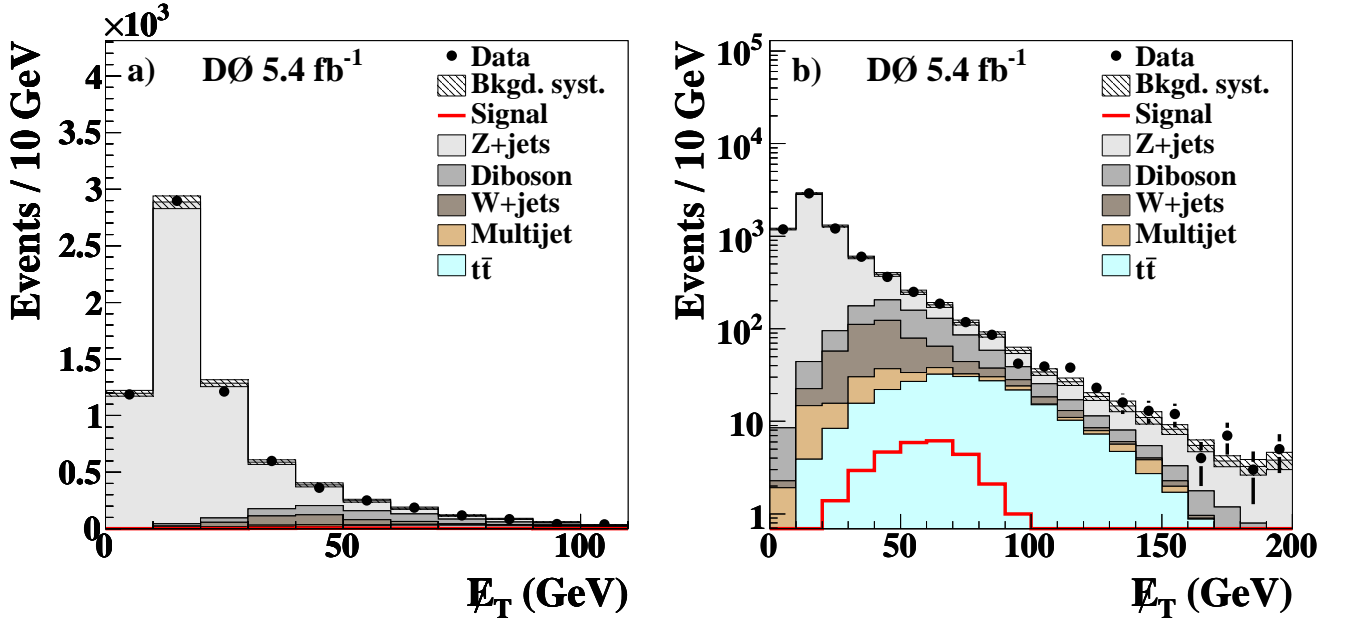 ×10³
Events / 10 GeV
4
3.5
3
2.5
2
1.5
1
0.5
0
0 50 100
E̸_T (GeV)
a) DØ 5.4 fb⁻¹
Data
Bkgd. syst.
Signal
Z+jets
Diboson
W+jets
Multijet
tt̄
Events / 10 GeV
10⁵
10⁴
10³
10²
10
1
0 50 100 150 200
E̸_T (GeV)
b) DØ 5.4 fb⁻¹
Data
Bkgd. syst.
Signal
Z+jets
Diboson
W+jets
Multijet
tt̄